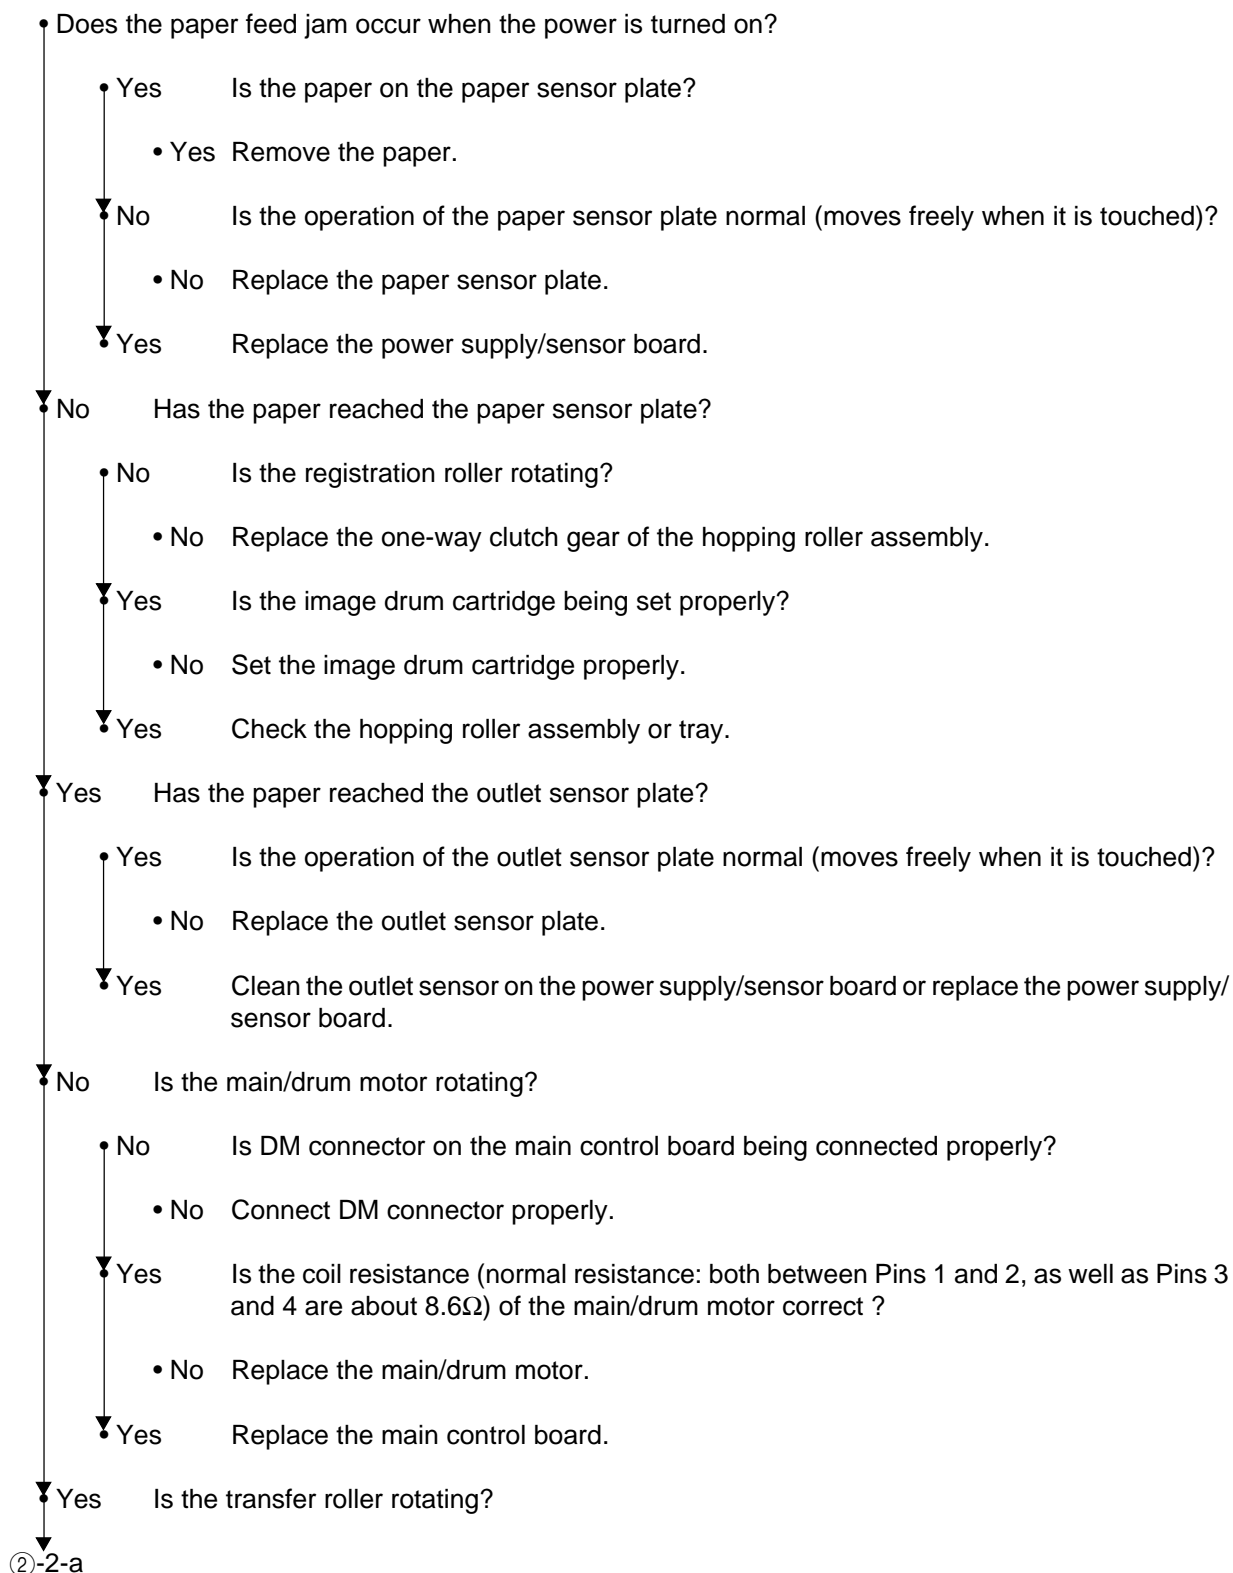 • Does the paper feed jam occur when the power is turned on?
• Yes Is the paper on the paper sensor plate?
• Yes Remove the paper.
• No Is the operation of the paper sensor plate normal (moves freely when it is touched)?
• No Replace the paper sensor plate.
• Yes Replace the power supply/sensor board.
• No Has the paper reached the paper sensor plate?
• No Is the registration roller rotating?
• No Replace the one-way clutch gear of the hopping roller assembly.
• Yes Is the image drum cartridge being set properly?
• No Set the image drum cartridge properly.
• Yes Check the hopping roller assembly or tray.
• Yes Has the paper reached the outlet sensor plate?
• Yes Is the operation of the outlet sensor plate normal (moves freely when it is touched)?
• No Replace the outlet sensor plate.
• Yes Clean the outlet sensor on the power supply/sensor board or replace the power supply/
sensor board.
• No Is the main/drum motor rotating?
• No Is DM connector on the main control board being connected properly?
• No Connect DM connector properly.
• Yes Is the coil resistance (normal resistance: both between Pins 1 and 2, as well as Pins 3
and 4 are about 8.6Ω) of the main/drum motor correct ?
• No Replace the main/drum motor.
• Yes Replace the main control board.
• Yes Is the transfer roller rotating?
②-2-a